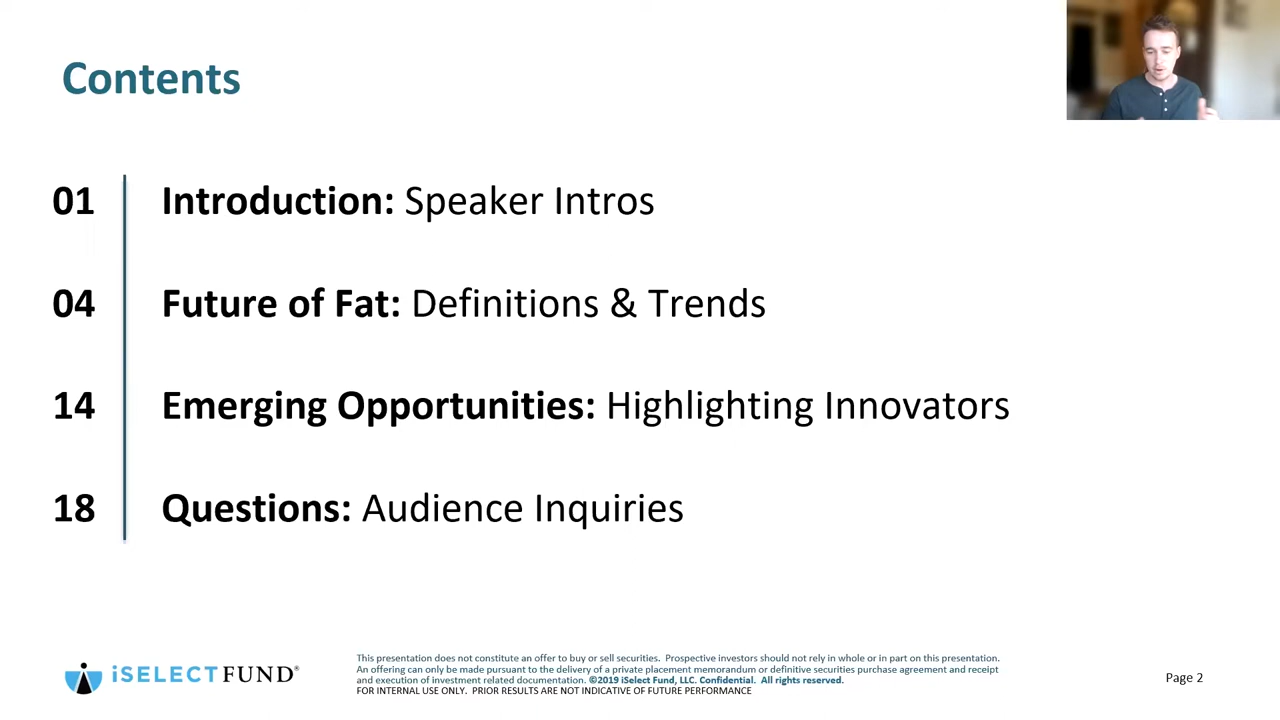 Contents
01 Introduction: Speaker Intros
04 Future of Fat: Definitions & Trends
14 Emerging Opportunities: Highlighting Innovators
18 Questions: Audience Inquiries
iSELECTFUND®
This presentation does not constitute an offer to buy or sell securities. Prospective investors should not rely in whole or in part on this presentation.
An offering can only be made pursuant to the delivery of a private placement memorandum or definitive securities purchase agreement and receipt
and execution of investment related documentation. ©2019 iSelect Fund, LLC. Confidential. All rights reserved.
FOR INTERNAL USE ONLY. PRIOR RESULTS ARE NOT INDICATIVE OF FUTURE PERFORMANCE
Page 2